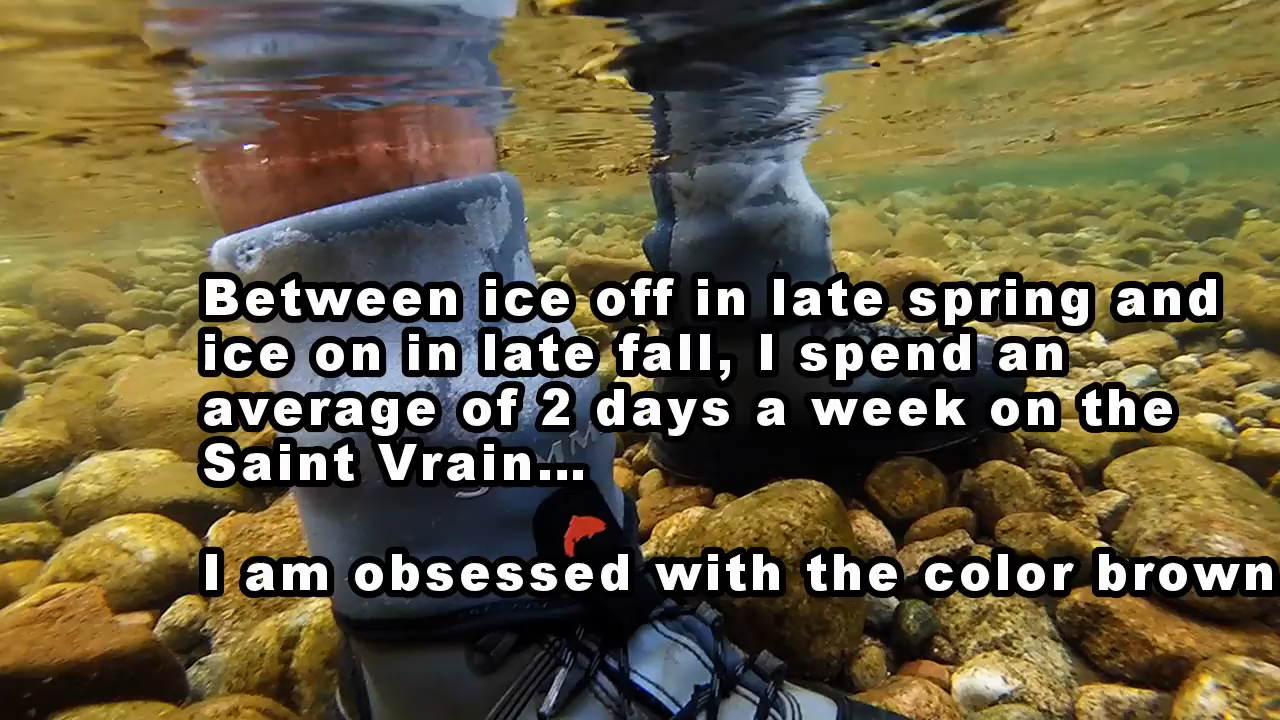 Between ice off in late spring and
ice on in late fall, I spend an
average of 2 days a week on the
Saint Vrain...
I am obsessed with the color brown